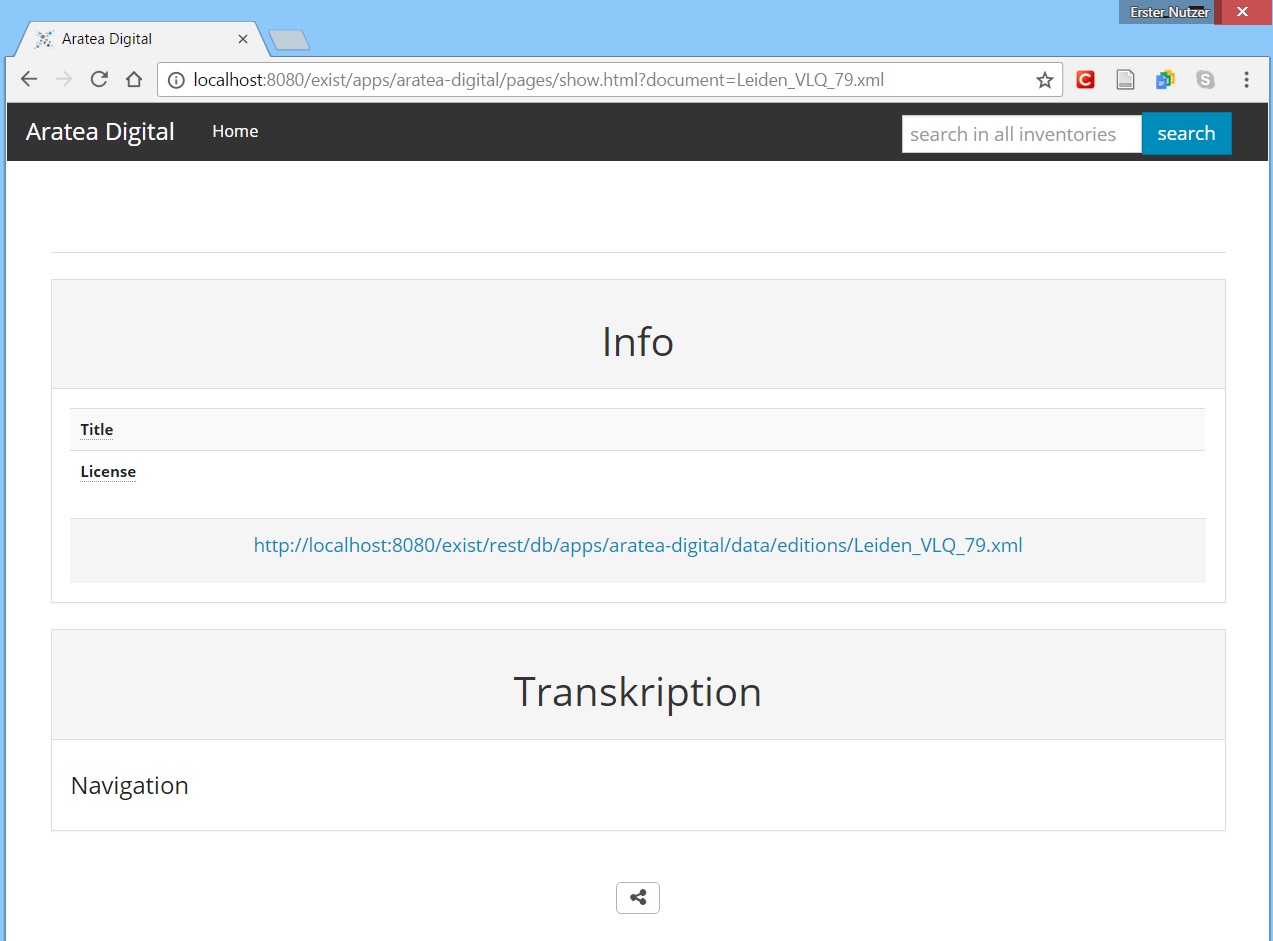 Erster Nutzer
Aratea Digital
localhost:8080/exist/apps/aratea-digital/pages/show.html?document=Leiden_VLQ_79.xml
Aratea Digital Home search in all inventories search
Info
Title
License
http://localhost:8080/exist/rest/db/apps/aratea-digital/data/editions/Leiden_VLQ_79.xml
Transkription
Navigation